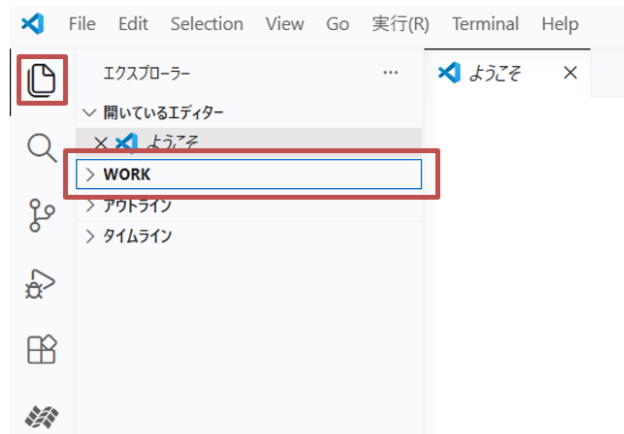 File Edit Selection View Go 実行(R) Terminal Help
エクスプローラー ··· ようこそ ×
開いているエディター
× ようこそ
WORK
アウトライン
タイムライン